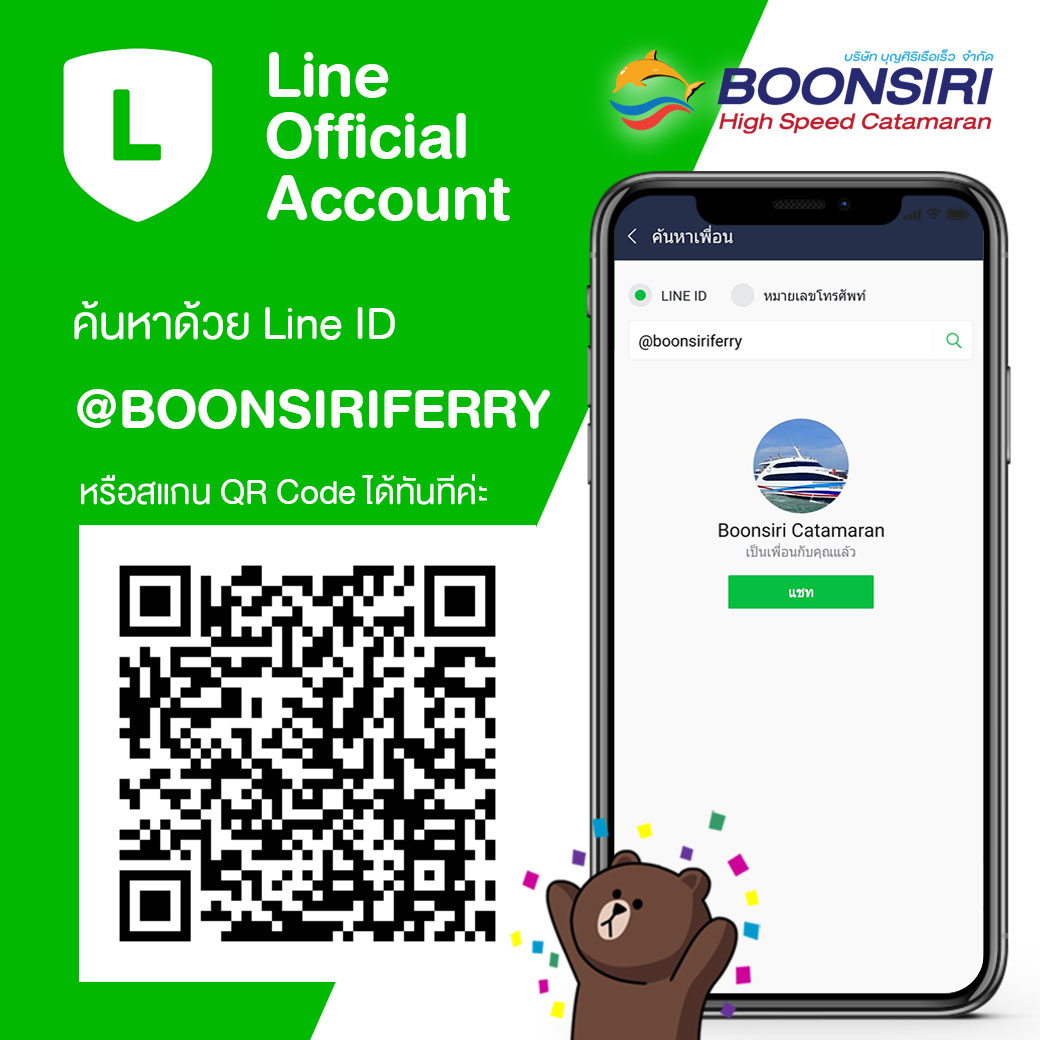 L
Line
Official
Account
บริษัท บุญศิริเรือเร็ว จำกัด
BOONSIRI
High Speed Catamaran
ค้นหาด้วย Line ID
@BOONSIRIFERRY
หรือสแกน QR Code ได้ทันทีค่ะ
ค้นหาเพื่อน
LINE ID หมายเลขโทรศัพท์
@boonsiriferry
Boonsiri Catamaran
เป็นเพื่อนกับคุณแล้ว
แชท